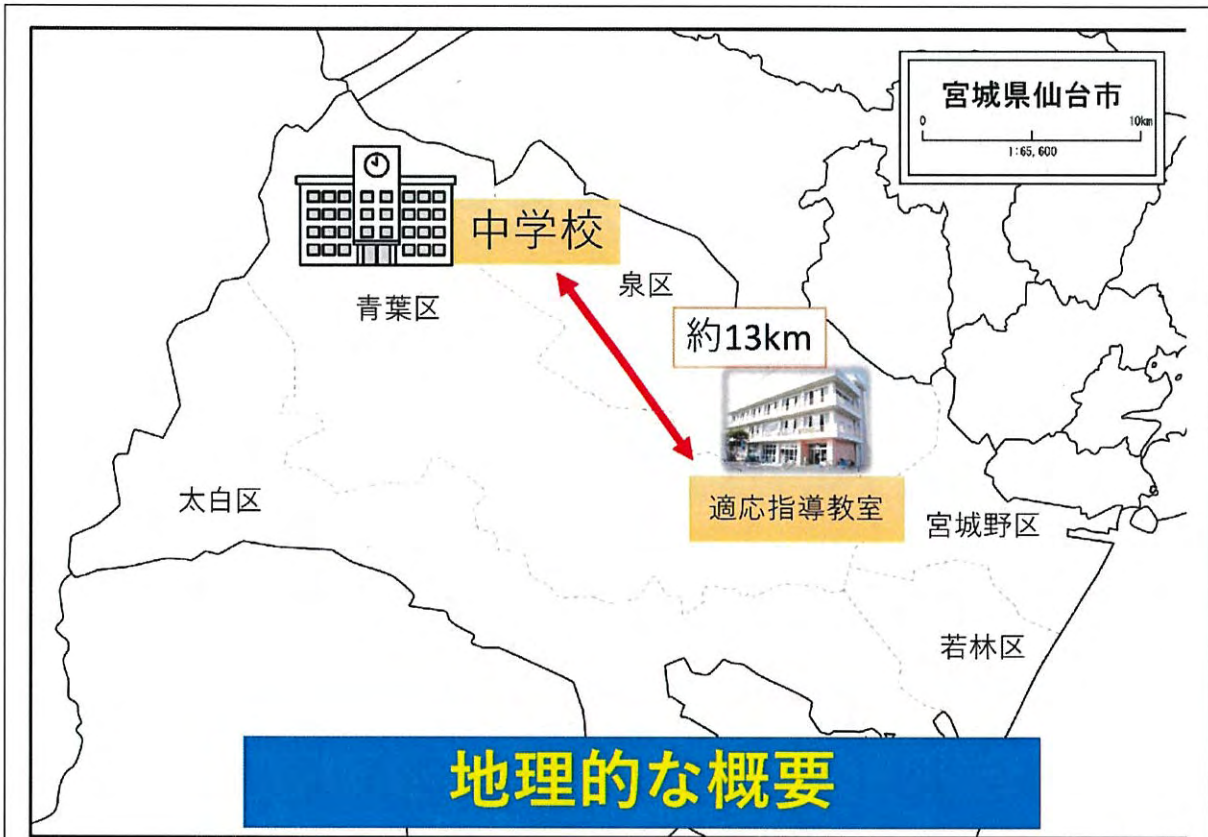 宮城県仙台市
0 10km
1:65,600
中学校
泉区
青葉区
約13km
太白区
適応指導教室
宮城野区
若林区
地理的な概要